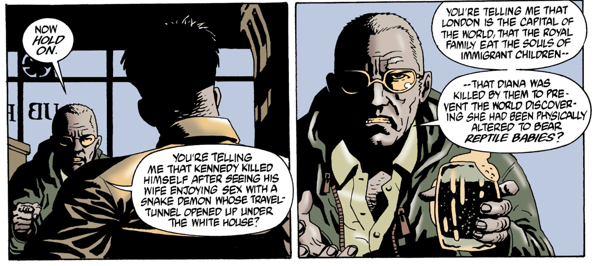 NOW
HOLD
ON.
PUB
YOU'RE TELLING
ME THAT KENNEDY KILLED
HIMSELF AFTER SEEING HIS
WIFE ENJOYING SEX WITH A
SNAKE DEMON WHOSE TRAVEL-
TUNNEL OPENED UP UNDER
THE WHITE HOUSE?
YOU'RE TELLING ME THAT
LONDON IS THE CAPITAL OF
THE WORLD, THAT THE ROYAL
FAMILY EAT THE SOULS OF
IMMIGRANT CHILDREN--
--THAT DIANA WAS
KILLED BY THEM TO PRE-
VENT THE WORLD DISCOVER-
ING SHE HAD BEEN PHYSICALLY
ALTERED TO BEAR
REPTILE BABIES?